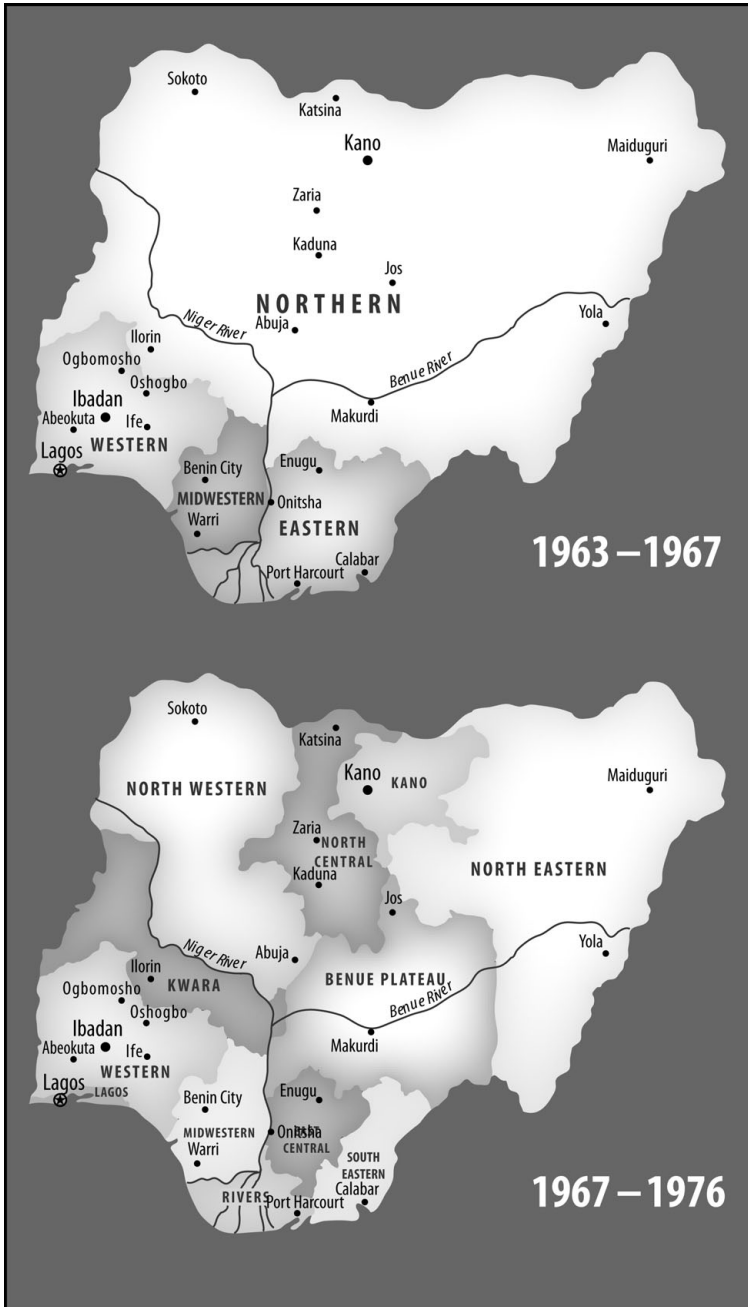 Sokoto
Katsina
Kano
Maiduguri
Zaria
Kaduna
Jos
NORTHERN
Niger River
Abuja
Yola
Ilorin
Ogbomosho
Oshogbo
Benue River
Ibadan
Makurdi
Abeokuta
Ife
WESTERN
Lagos
Benin City
Enugu
MIDWESTERN
Onitsha
Warri
EASTERN
1963 – 1967
Port Harcourt
Calabar
Sokoto
Katsina
Kano
KANO
Maiduguri
NORTH WESTERN
Zaria
NORTH
CENTRAL
Kaduna
NORTH EASTERN
Jos
Niger River
Abuja
Yola
Ilorin
KWARA
BENUE PLATEAU
Ogbomosho
Benue River
Oshogbo
Ibadan
Makurdi
Abeokuta
Ife
WESTERN
Lagos
LAGOS
Benin City
Enugu
MIDWESTERN
Onitsha
EAST
CENTRAL
Warri
SOUTH
EASTERN
RIVERS
Port Harcourt
Calabar
1967 – 1976